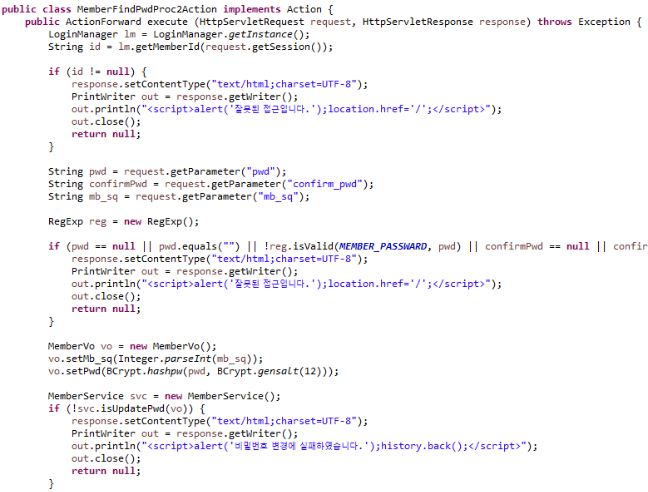 public class MemberFindPwdProc2Action implements Action {
    public ActionForward execute (HttpServletRequest request, HttpServletResponse response) throws Exception {
        LoginManager lm = LoginManager.getInstance();
        String id = lm.getMemberId(request.getSession());

        if (id != null) {
            response.setContentType("text/html;charset=UTF-8");
            PrintWriter out = response.getWriter();
            out.println("<script>alert('잘못된 접근입니다.');location.href='/';</script>");
            out.close();
            return null;
        }

        String pwd = request.getParameter("pwd");
        String confirmPwd = request.getParameter("confirm_pwd");
        String mb_sq = request.getParameter("mb_sq");

        RegExp reg = new RegExp();

        if (pwd == null || pwd.equals("") || !reg.isValid(MEMBER_PASSWARD, pwd) || confirmPwd == null || confir
            response.setContentType("text/html;charset=UTF-8");
            PrintWriter out = response.getWriter();
            out.println("<script>alert('잘못된 접근입니다.');location.href='/';</script>");
            out.close();
            return null;
        }

        MemberVo vo = new MemberVo();
        vo.setMb_sq(Integer.parseInt(mb_sq));
        vo.setPwd(BCrypt.hashpw(pwd, BCrypt.gensalt(12)));

        MemberService svc = new MemberService();
        if (!svc.isUpdatePwd(vo)) {
            response.setContentType("text/html;charset=UTF-8");
            PrintWriter out = response.getWriter();
            out.println("<script>alert('비밀번호 변경에 실패하였습니다.');history.back();</script>");
            out.close();
            return null;
        }